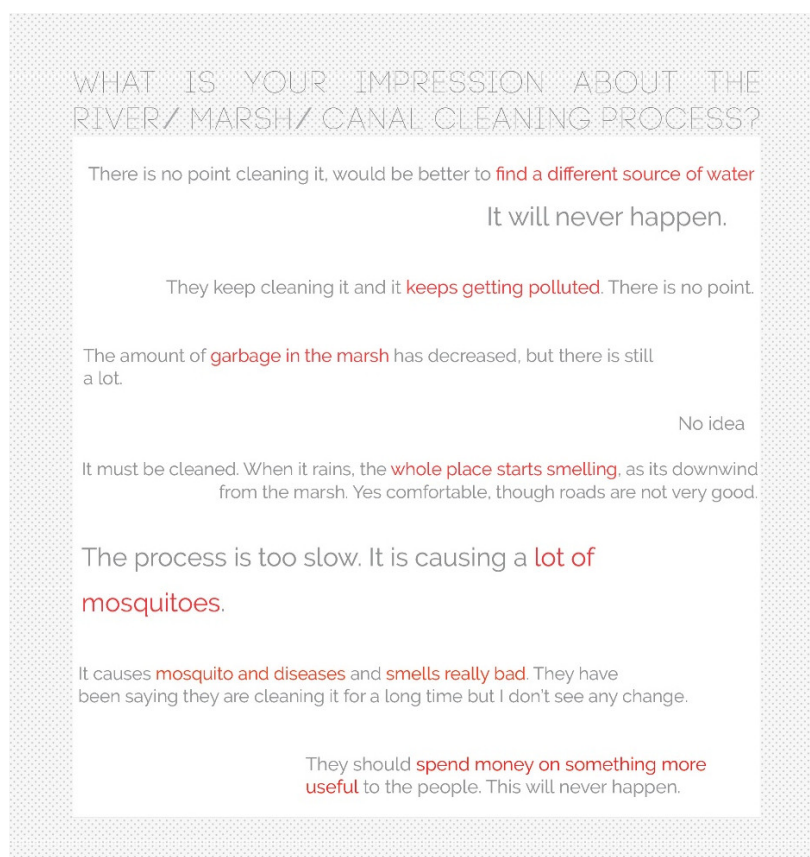 WHAT IS YOUR IMPRESSION ABOUT THE
RIVER/ MARSH/ CANAL CLEANING PROCESS?
There is no point cleaning it, would be better to find a different source of water
It will never happen.
They keep cleaning it and it keeps getting polluted. There is no point.
The amount of garbage in the marsh has decreased, but there is still
a lot.
No idea
It must be cleaned. When it rains, the whole place starts smelling, as its downwind
from the marsh. Yes comfortable, though roads are not very good.
The process is too slow. It is causing a lot of
mosquitoes.
It causes mosquito and diseases and smells really bad. They have
been saying they are cleaning it for a long time but I don't see any change.
They should spend money on something more
useful to the people. This will never happen.